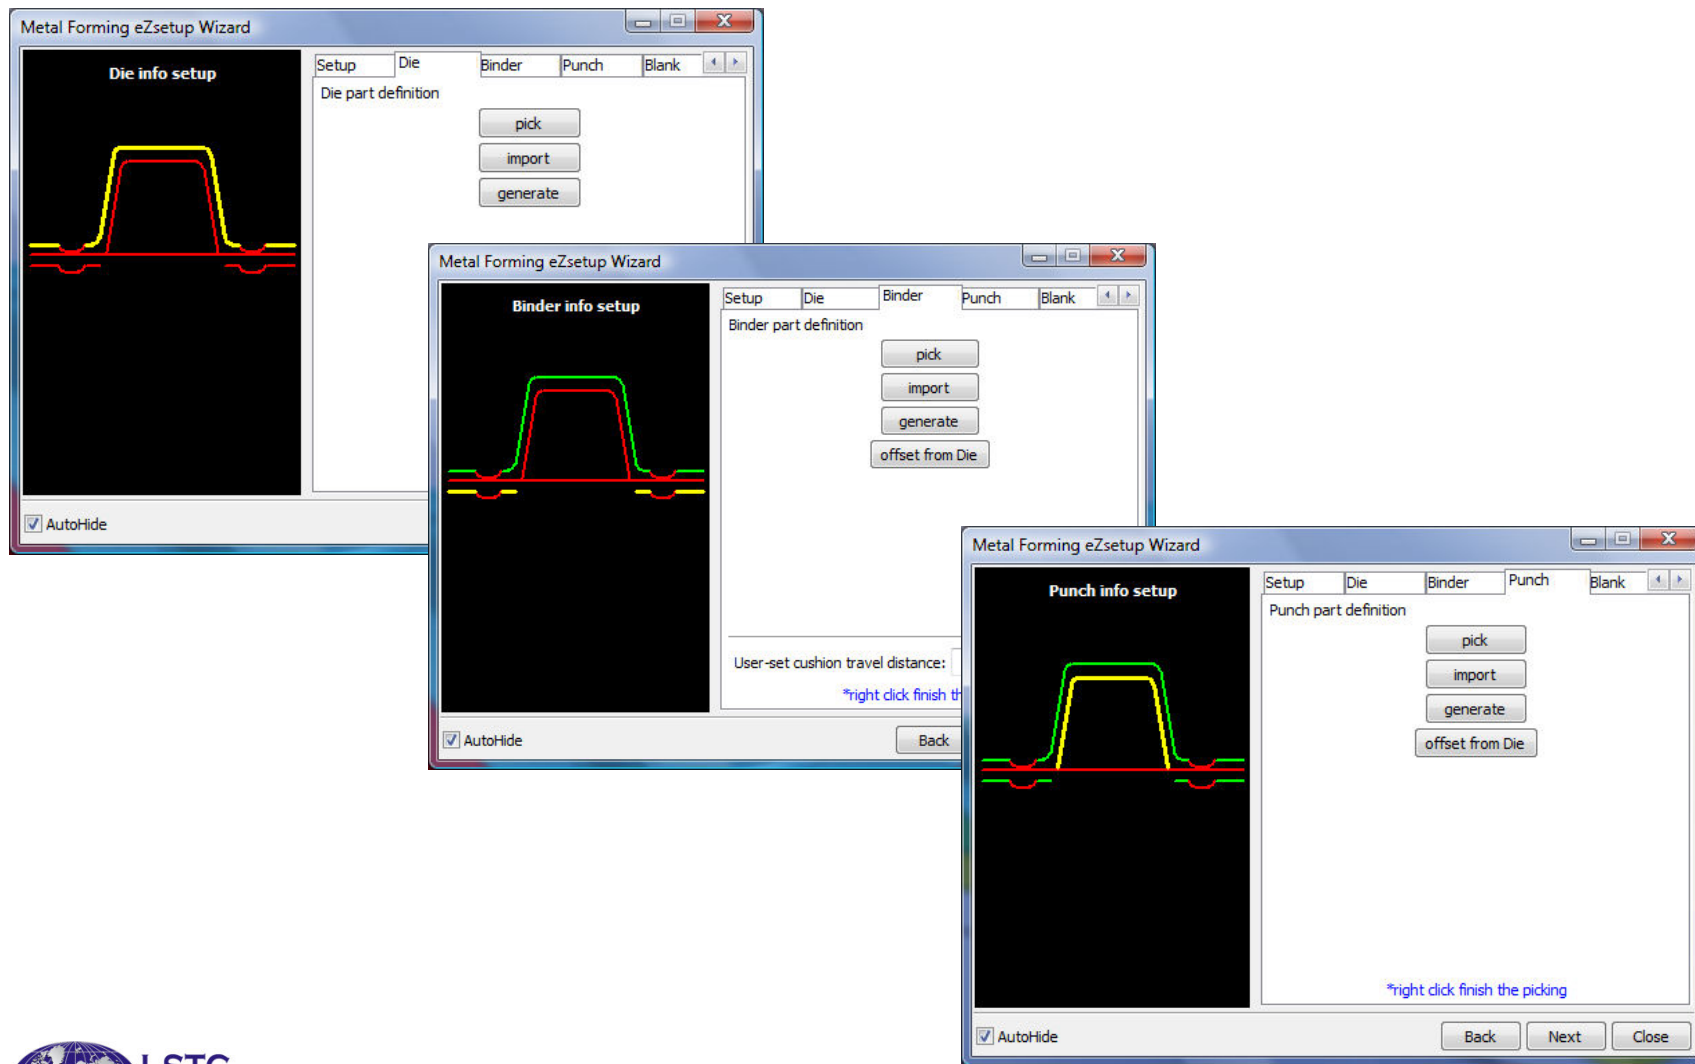 Metal Forming eZsetup Wizard
Die info setup
Setup Die Binder Punch Blank
Die part definition
pick
import
generate
AutoHide
Metal Forming eZsetup Wizard
Binder info setup
Setup Die Binder Punch Blank
Binder part definition
pick
import
generate
offset from Die
User-set cushion travel distance:
*right click finish th
AutoHide
Back
Metal Forming eZsetup Wizard
Punch info setup
Setup Die Binder Punch Blank
Punch part definition
pick
import
generate
offset from Die
*right click finish the picking
AutoHide
Back Next Close
LSTC